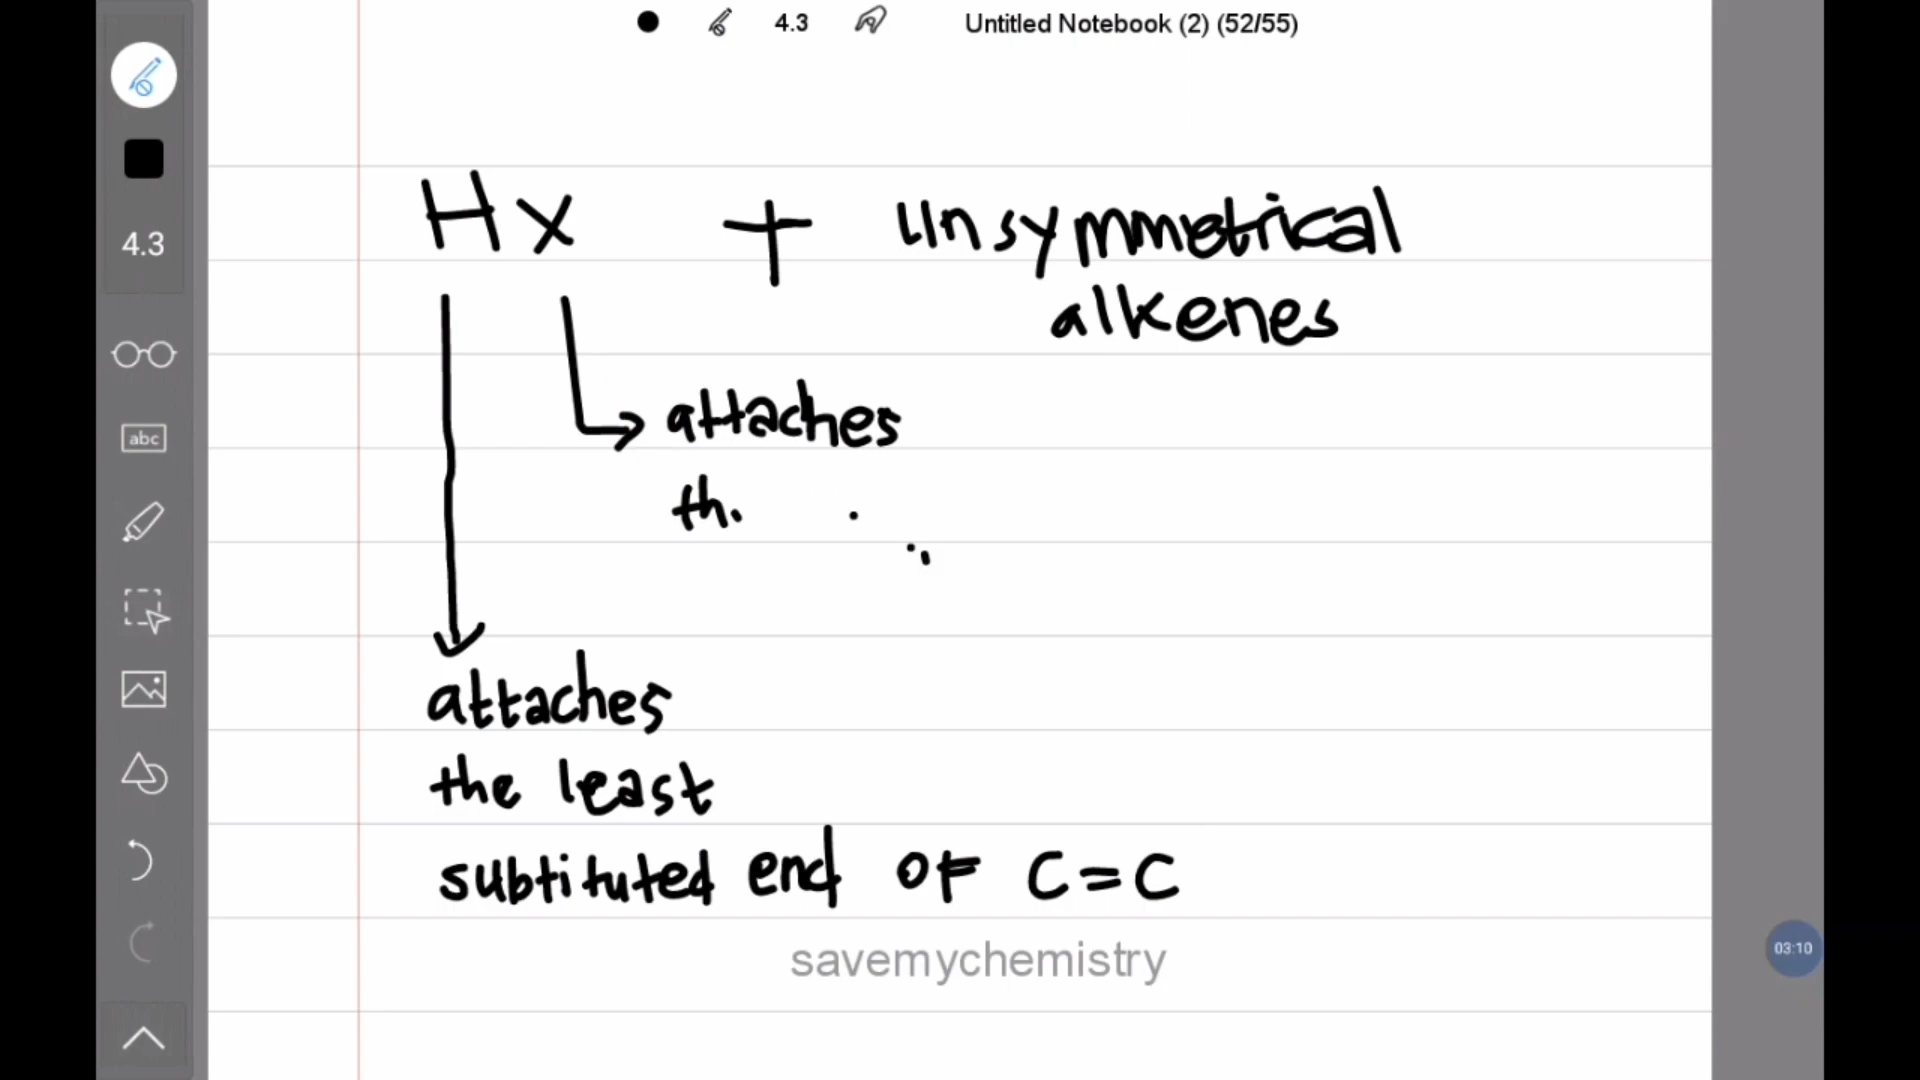 4.3
Untitled Notebook (2) (52/55)
4.3
abc
Hx + Unsymmetrical
alkenes
attaches
th.
attaches
the least
subtituted end of C=C
savemychemistry
03:10